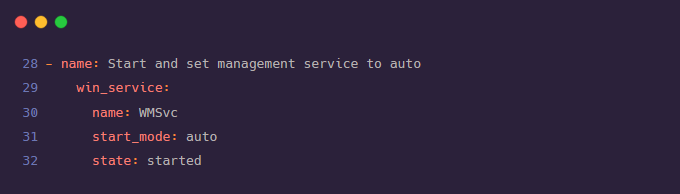 28 - name: Start and set management service to auto
29     win_service:
30       name: WMSvc
31       start_mode: auto
32       state: started